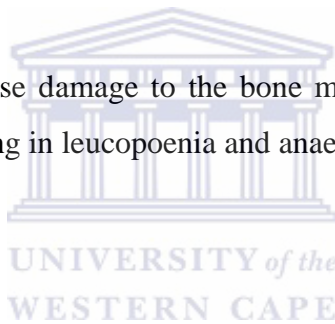 se damage to the bone m
ng in leucopoenia and anae
UNIVERSITY of the
WESTERN CAPE